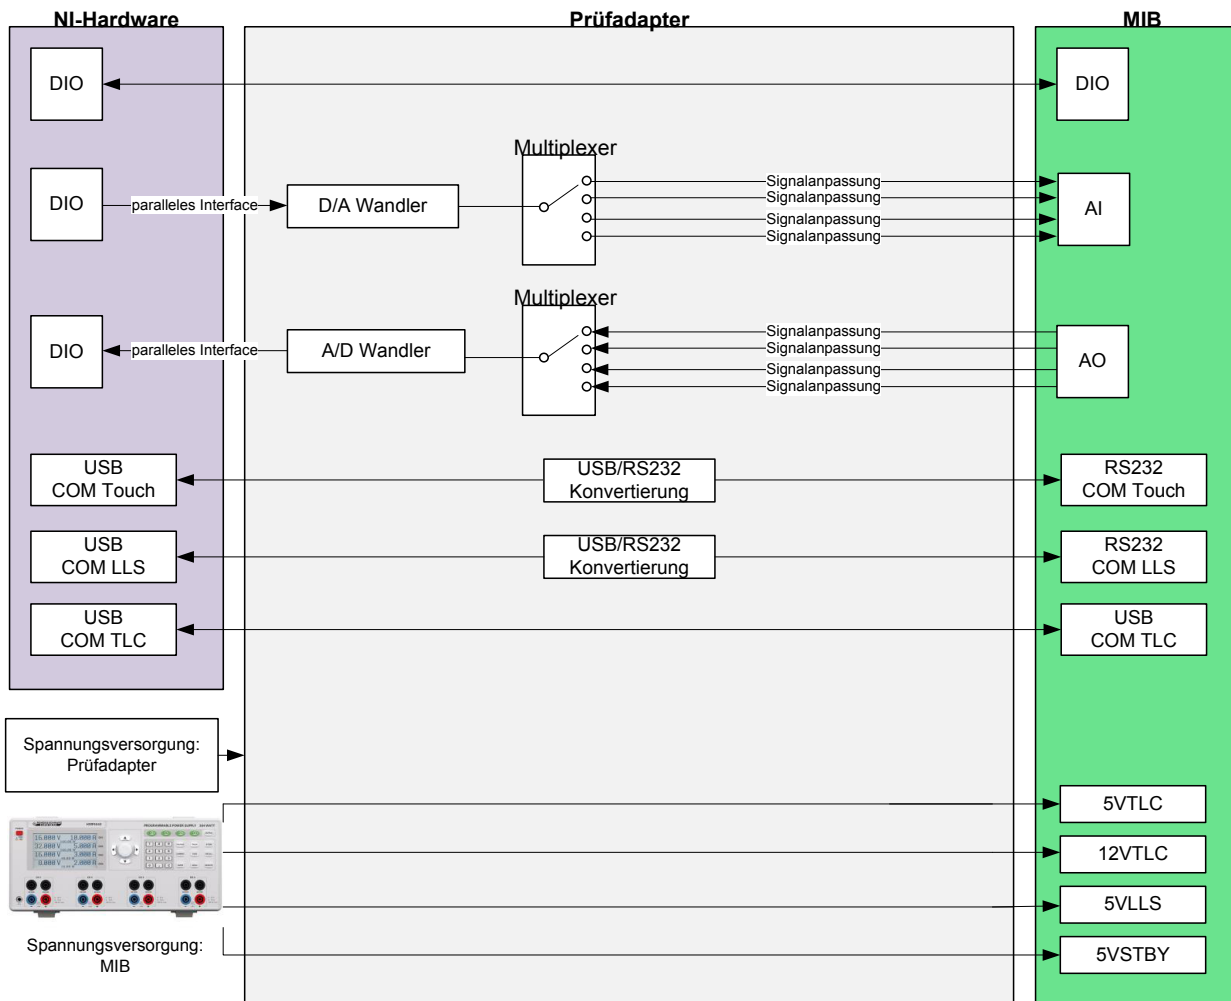 NI-Hardware
Prüfadapter
MIB
DIO
DIO
Multiplexer
DIO
paralleles Interface
D/A Wandler
Signalanpassung
Signalanpassung
Signalanpassung
Signalanpassung
AI
Multiplexer
DIO
paralleles Interface
A/D Wandler
Signalanpassung
Signalanpassung
Signalanpassung
Signalanpassung
AO
USB
COM Touch
USB/RS232
Konvertierung
RS232
COM Touch
USB
COM LLS
USB/RS232
Konvertierung
RS232
COM LLS
USB
COM TLC
USB
COM TLC
Spannungsversorgung:
Prüfadapter
5VTLC
12VTLC
5VLLS
5VSTBY
Spannungsversorgung:
MIB